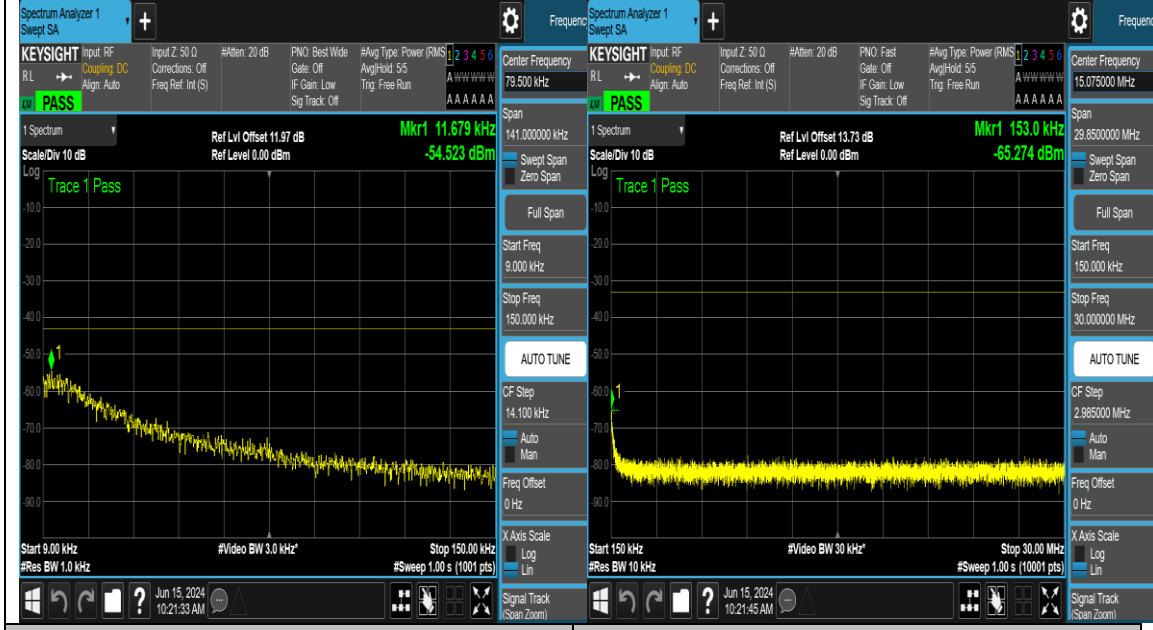 Spectrum Analyzer 1
Swept SA
+
Frequenc
KEYSIGHT Input: RF Input Z: 50 Ω #Atten: 20 dB PNO: Best Wide #Avg Type: Power (RMS 1 2 3 4 5 6
RL Coupling: DC Corrections: Off Gate: Off Avg|Hold: 5/5 A W W W W W
Align: Auto Freq Ref: Int (S) IF Gain: Low Trig: Free Run
Sig Track: Off A A A A A A
LXI PASS
1 Spectrum
Ref Lvl Offset 11.97 dB
Mkr1 11.679 kHz
Scale/Div 10 dB
Ref Level 0.00 dBm
-54.523 dBm
Log
Trace 1 Pass
-10.0
-20.0
-30.0
-40.0
-50.0
1
-60.0
-70.0
-80.0
-90.0
Start 9.00 kHz #Video BW 3.0 kHz* Stop 150.00 kHz
#Res BW 1.0 kHz #Sweep 1.00 s (1001 pts)
Center Frequency
79.500 kHz
Span
141.000000 kHz
Swept Span
Zero Span
Full Span
Start Freq
9.000 kHz
Stop Freq
150.000 kHz
AUTO TUNE
CF Step
14.100 kHz
Auto
Man
Freq Offset
0 Hz
X Axis Scale
Log
Lin
Signal Track
(Span Zoom)
? Jun 15, 2024
10:21:33 AM
Spectrum Analyzer 1
Swept SA
+
Frequenc
KEYSIGHT Input: RF Input Z: 50 Ω #Atten: 20 dB PNO: Fast #Avg Type: Power (RMS 1 2 3 4 5 6
RL Coupling: DC Corrections: Off Gate: Off Avg|Hold: 5/5 A W W W W W
Align: Auto Freq Ref: Int (S) IF Gain: Low Trig: Free Run
Sig Track: Off A A A A A A
LXI PASS
1 Spectrum
Ref Lvl Offset 13.73 dB
Mkr1 153.0 kHz
Scale/Div 10 dB
Ref Level 0.00 dBm
-65.274 dBm
Log
Trace 1 Pass
-10.0
-20.0
-30.0
-40.0
-50.0
-60.0
1
-70.0
-80.0
-90.0
Start 150 kHz #Video BW 30 kHz* Stop 30.00 MHz
#Res BW 10 kHz #Sweep 1.00 s (10001 pts)
Center Frequency
15.075000 MHz
Span
29.8500000 MHz
Swept Span
Zero Span
Full Span
Start Freq
150.000 kHz
Stop Freq
30.000000 MHz
AUTO TUNE
CF Step
2.985000 MHz
Auto
Man
Freq Offset
0 Hz
X Axis Scale
Log
Lin
Signal Track
(Span Zoom)
? Jun 15, 2024
10:21:45 AM